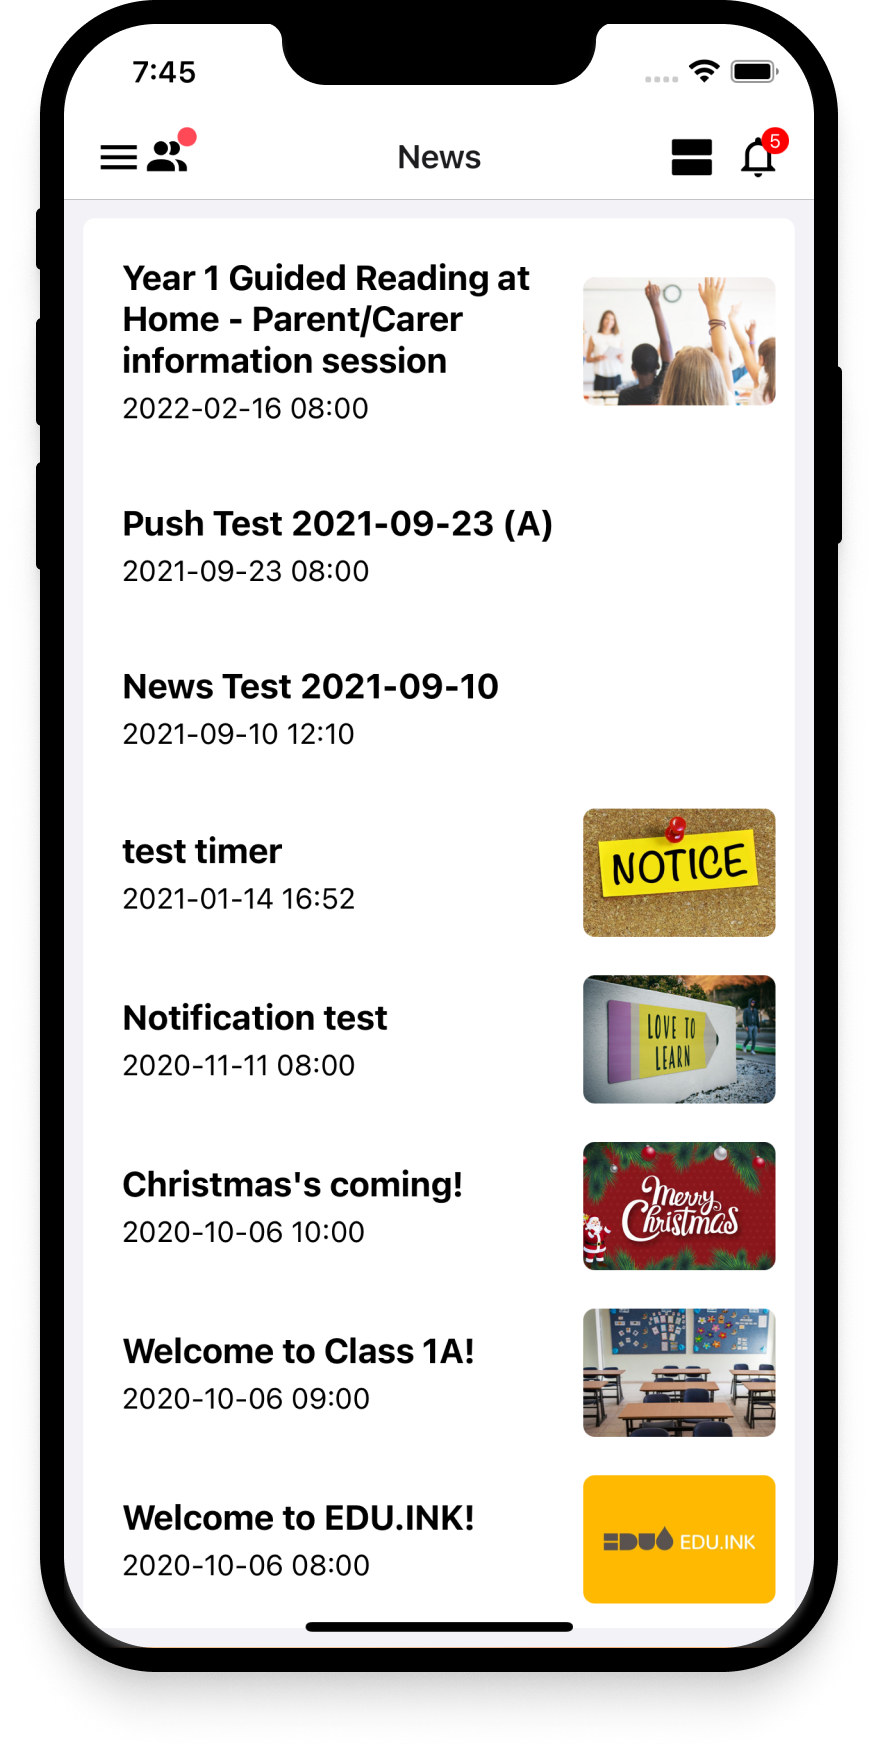 7:45
News
5
Year 1 Guided Reading at
Home - Parent/Carer
information session
2022-02-16 08:00
Push Test 2021-09-23 (A)
2021-09-23 08:00
News Test 2021-09-10
2021-09-10 12:10
test timer
2021-01-14 16:52
NOTICE
Notification test
2020-11-11 08:00
LOVE TO
LEARN
Christmas's coming!
2020-10-06 10:00
Merry
Christmas
Welcome to Class 1A!
2020-10-06 09:00
Welcome to EDU.INK!
2020-10-06 08:00
EDU EDU.INK